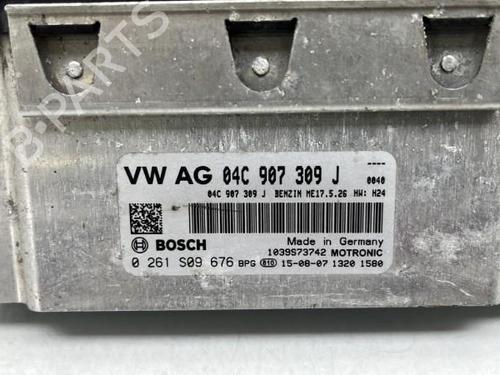 B-PARTS
VW AG 04C 907 309 J ----
04C 907 309 J BENZIN ME17.5.26 HW: H24 0040
BOSCH Made in Germany
1039S73742 MOTRONIC
0 261 S09 676 BPG 610 15-08-07 1320 1580